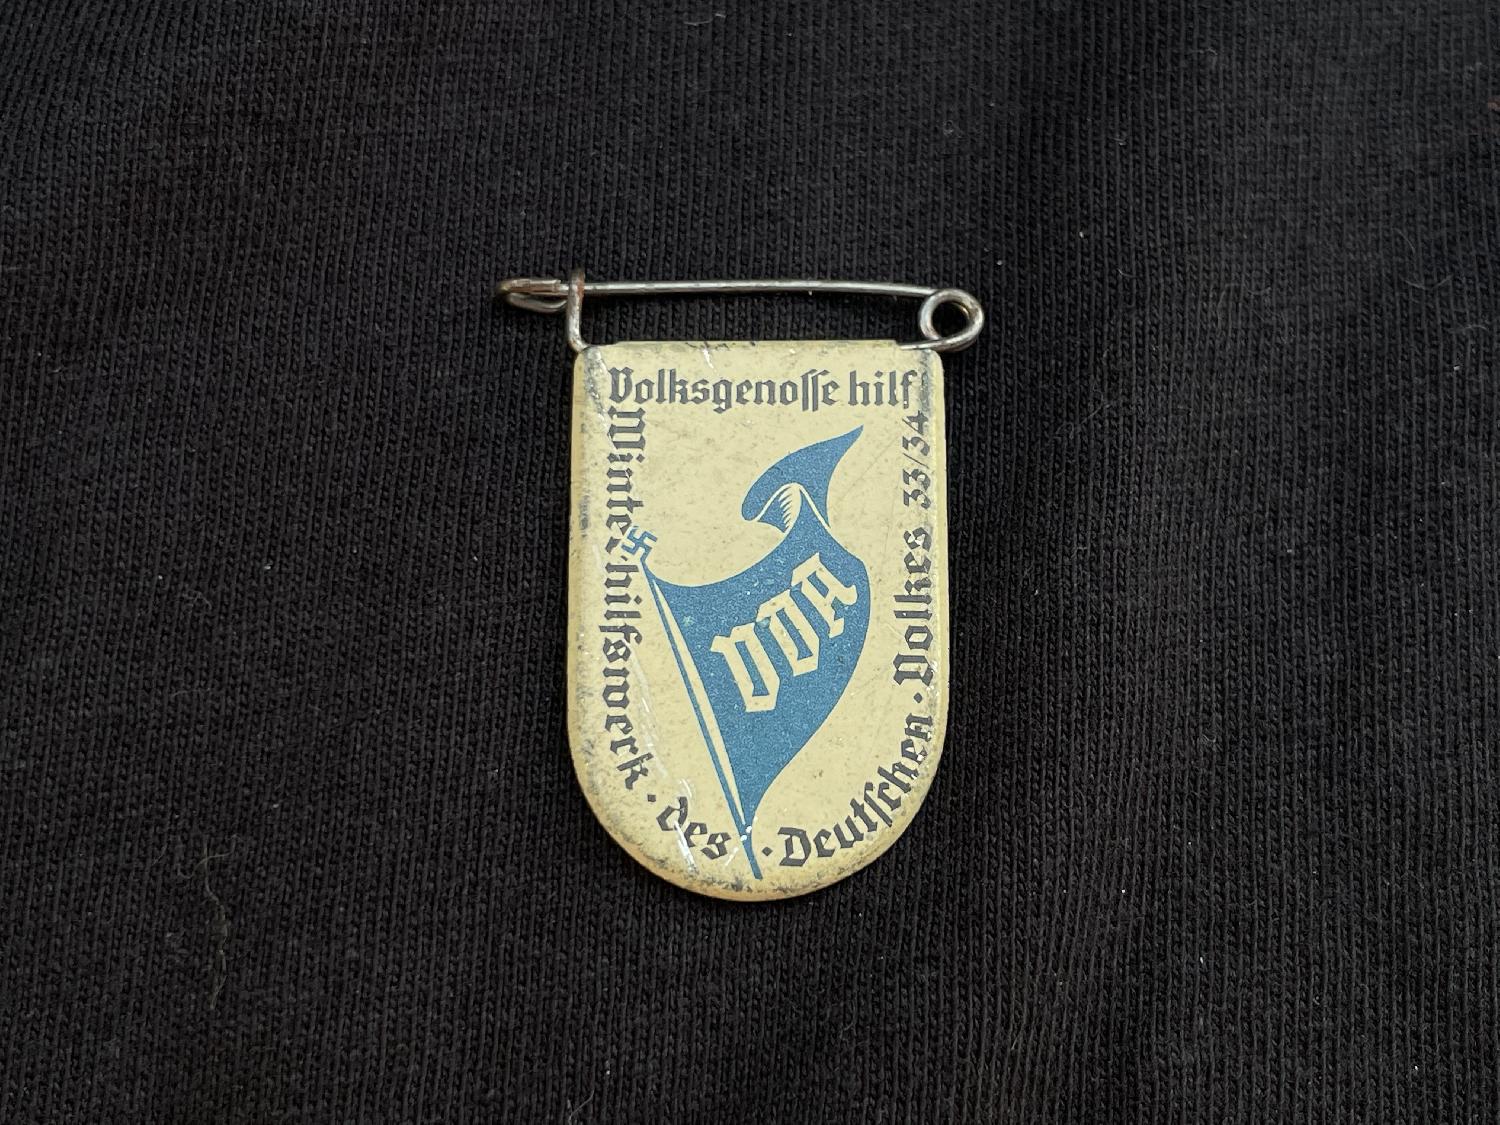 Volksgenosse hilf
Winterhilfswerk · des · Deutschen · Volkes 33/34
VDA